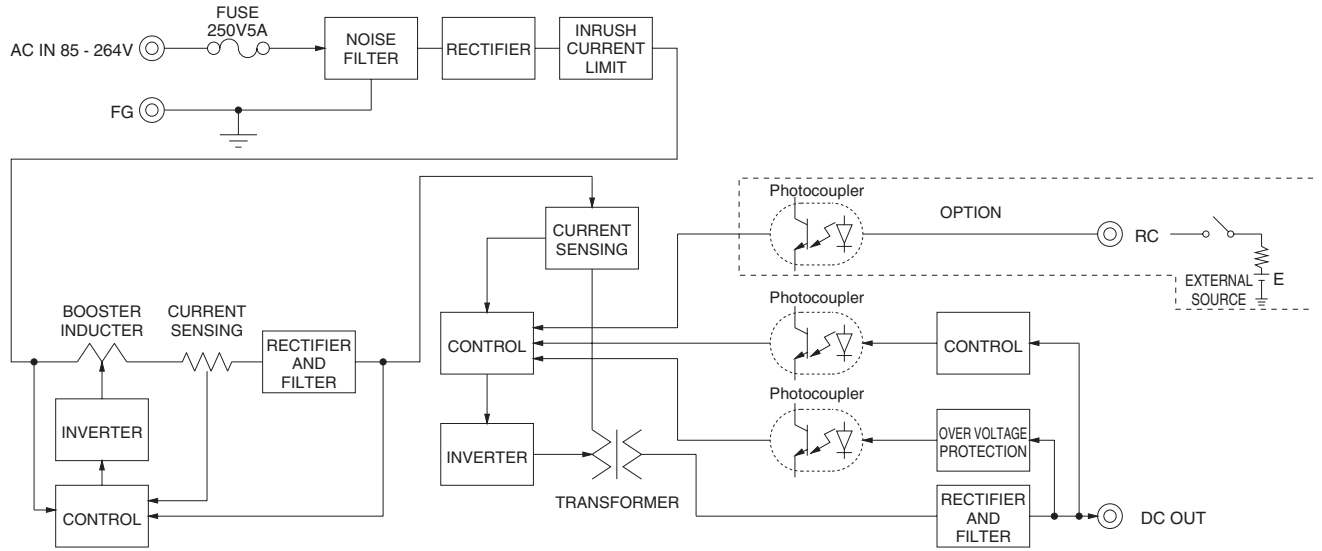 FUSE
250V5A
AC IN 85 - 264V
NOISE
FILTER
RECTIFIER
INRUSH
CURRENT
LIMIT
FG
Photocoupler
OPTION
RC
EXTERNAL
SOURCE
E
CURRENT
SENSING
BOOSTER
INDUCTER
CURRENT
SENSING
RECTIFIER
AND
FILTER
CONTROL
Photocoupler
CONTROL
INVERTER
INVERTER
Photocoupler
OVER VOLTAGE
PROTECTION
TRANSFORMER
CONTROL
RECTIFIER
AND
FILTER
DC OUT